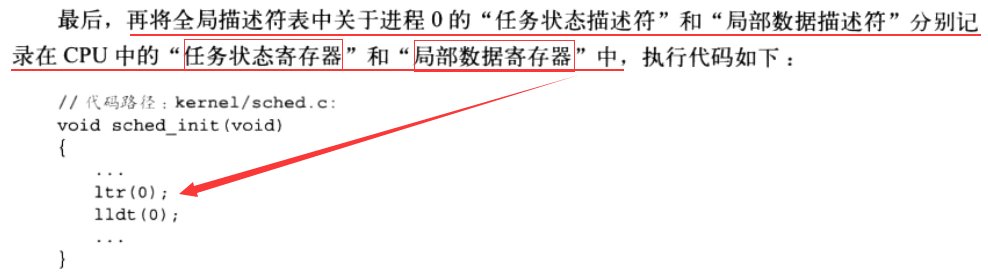 最后，再将全局描述符表中关于进程 0 的“任务状态描述符”和“局部数据描述符”分别记
录在 CPU 中的“任务状态寄存器”和“局部数据寄存器”中，执行代码如下：
// 代码路径：kernel/sched.c:
void sched_init(void)
{
...
ltr(0);
lldt(0);
...
}